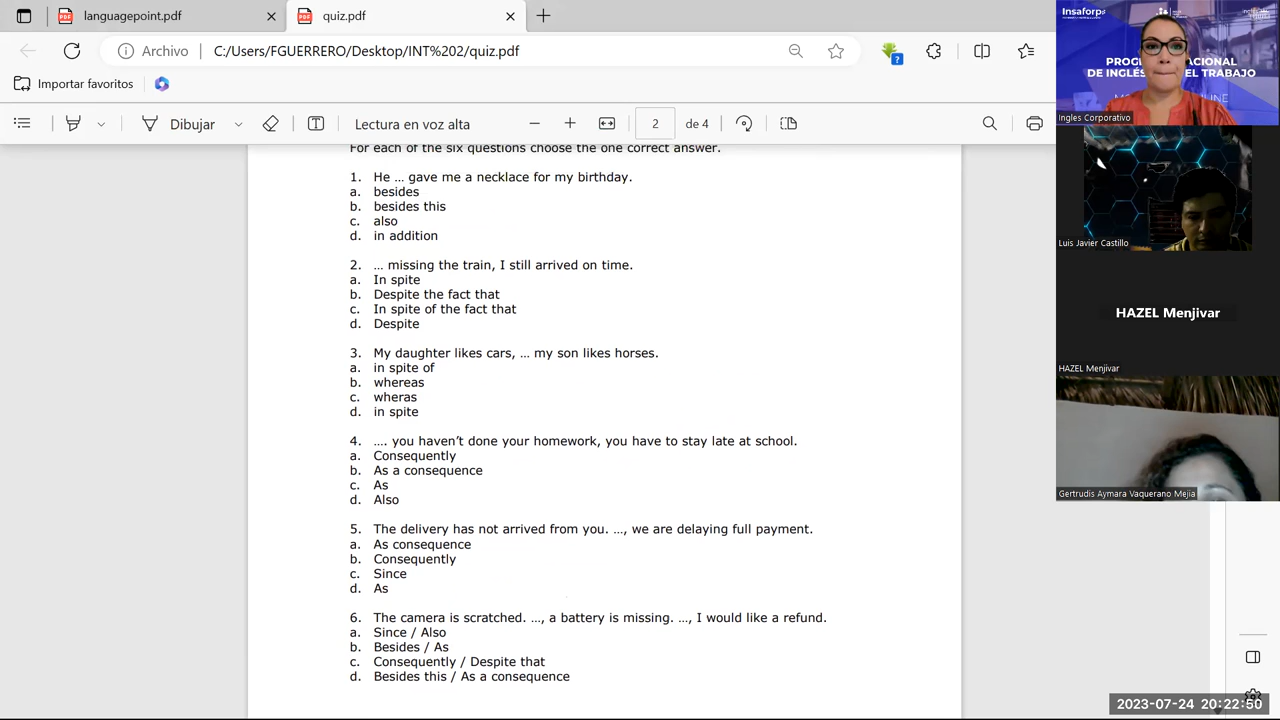 languagepoint.pdf
quiz.pdf
Archivo
C:/Users/FGUERRERO/Desktop/INT%202/quiz.pdf
Importar favoritos
Dibujar
Lectura en voz alta
2
de 4
For each of the six questions choose the one correct answer.
1. He ... gave me a necklace for my birthday.
a. besides
b. besides this
c. also
d. in addition
2. ... missing the train, I still arrived on time.
a. In spite
b. Despite the fact that
c. In spite of the fact that
d. Despite
3. My daughter likes cars, ... my son likes horses.
a. in spite of
b. whereas
c. wheras
d. in spite
4. .... you haven't done your homework, you have to stay late at school.
a. Consequently
b. As a consequence
c. As
d. Also
5. The delivery has not arrived from you. ..., we are delaying full payment.
a. As consequence
b. Consequently
c. Since
d. As
6. The camera is scratched. ..., a battery is missing. ..., I would like a refund.
a. Since / Also
b. Besides / As
c. Consequently / Despite that
d. Besides this / As a consequence
Insaforp
Ingles Corporativo
Luis Javier Castillo
HAZEL Menjivar
HAZEL Menjivar
Gertrudis Aymara Vaquerano Mejia
2023-07-24 20:22:50